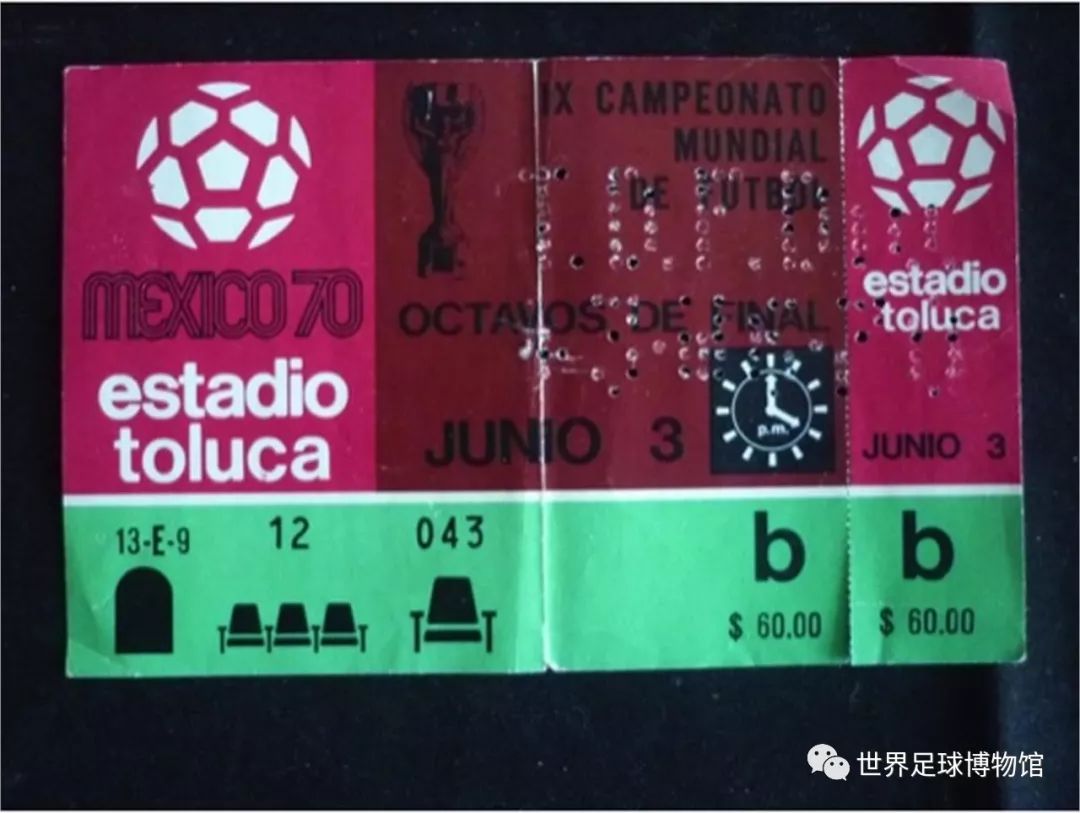 MEXICO 70
estadio
toluca
IX CAMPEONATO
MUNDIAL
DE FUTBOL
OCTAVOS DE FINAL
JUNIO 3
p.m.
estadio
toluca
JUNIO 3
13-E-9
12
043
b
$ 60.00
b
$ 60.00
世界足球博物馆